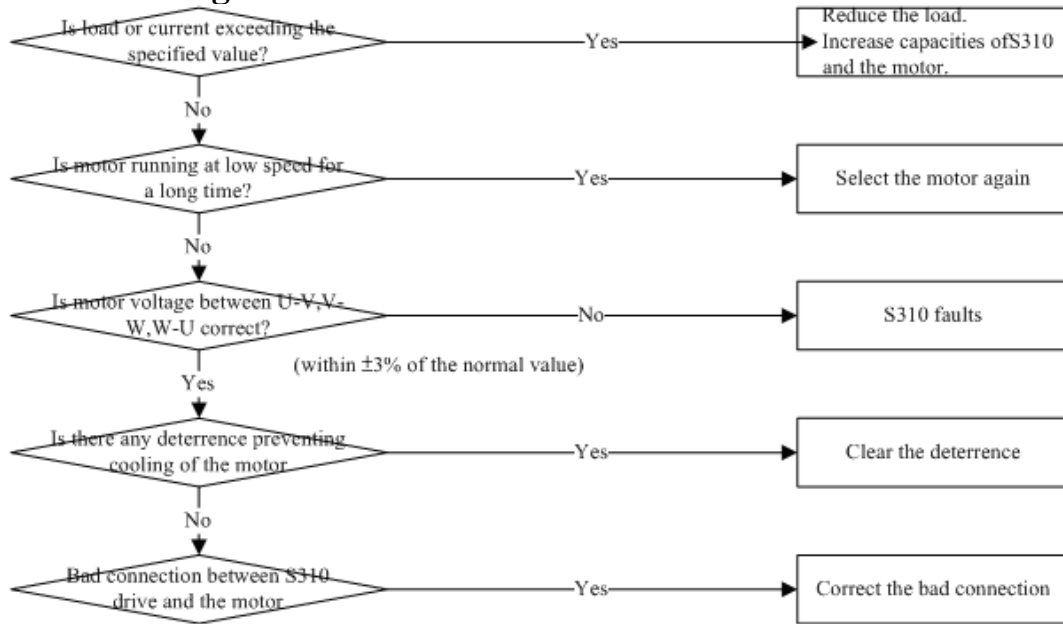 Is load or current exceeding the
specified value?
Yes
Reduce the load.
Increase capacities ofS310
and the motor.
No
Is motor running at low speed for
a long time?
Yes
Select the motor again
No
Is motor voltage between U-V,V-
W,W-U correct?
No
S310 faults
(within ±3% of the normal value)
Yes
Is there any deterrence preventing
cooling of the motor
Yes
Clear the deterrence
No
Bad connection between S310
drive and the motor
Yes
Correct the bad connection